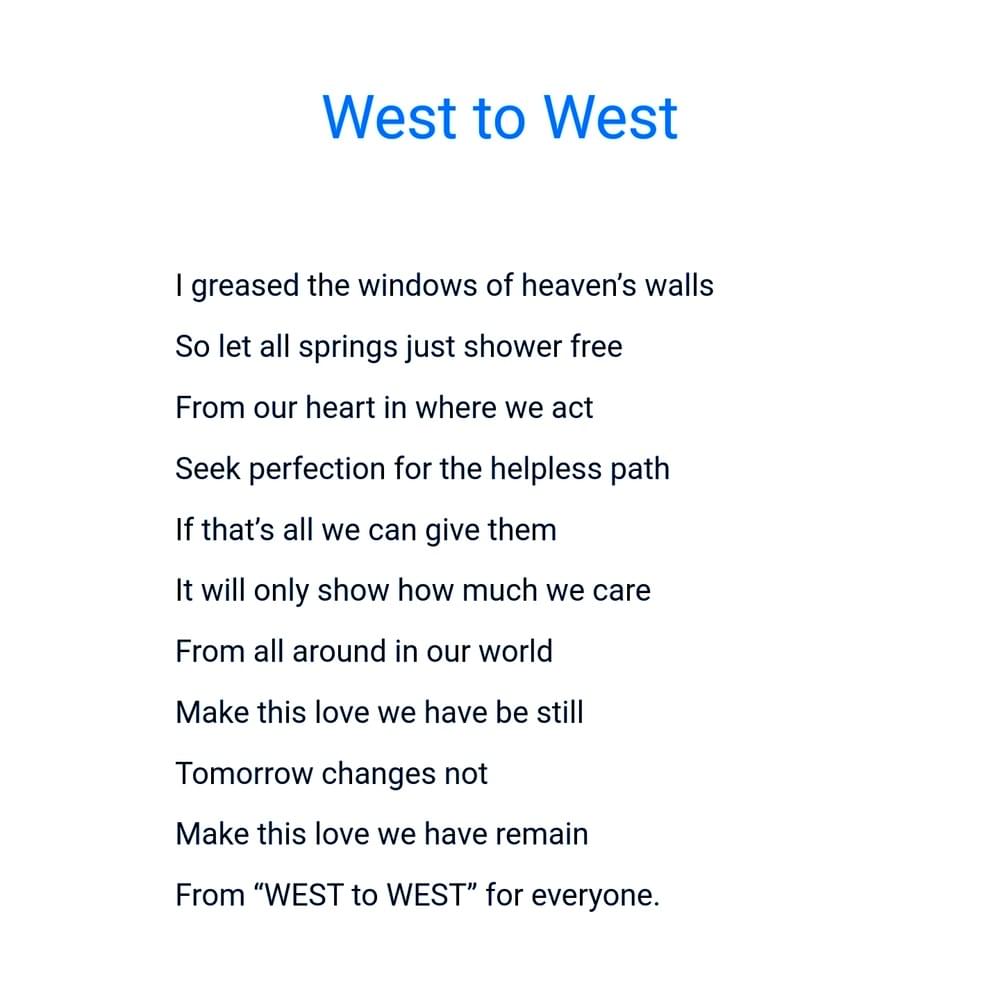 West to West
I greased the windows of heaven’s walls
So let all springs just shower free
From our heart in where we act
Seek perfection for the helpless path
If that’s all we can give them
It will only show how much we care
From all around in our world
Make this love we have be still
Tomorrow changes not
Make this love we have remain
From “WEST to WEST” for everyone.